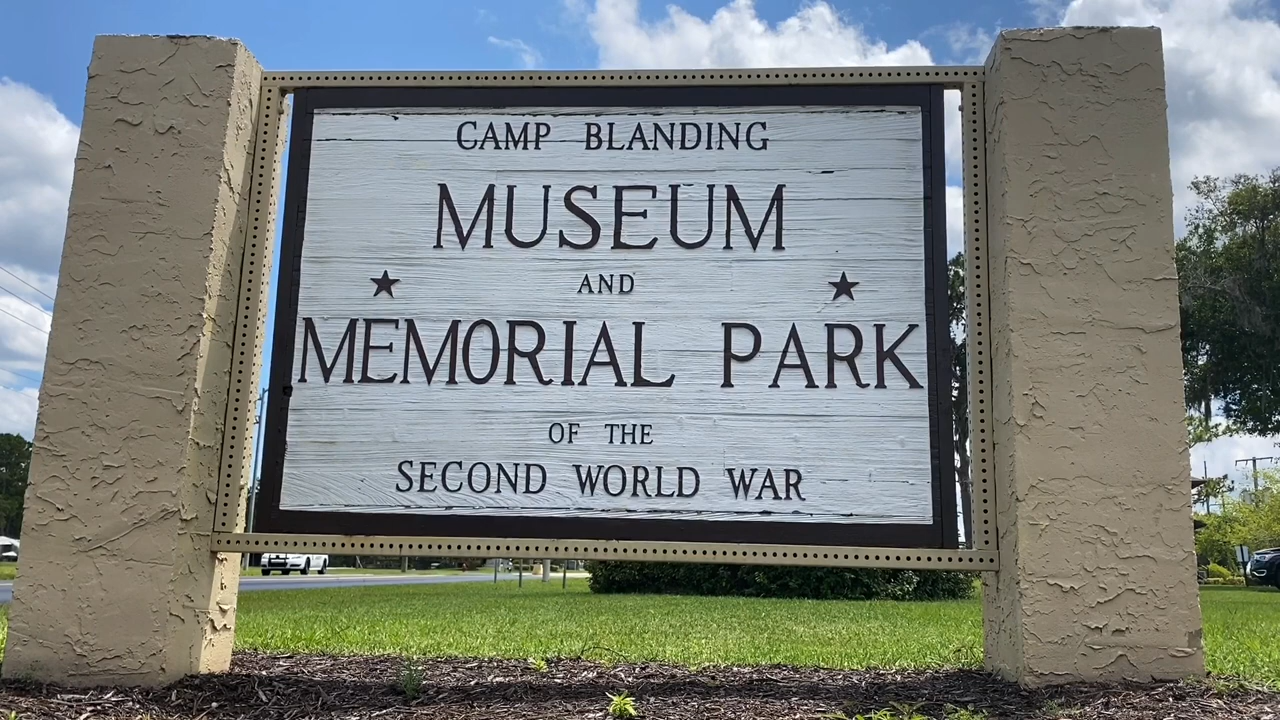 CAMP BLANDING
MUSEUM
AND
MEMORIAL PARK
OF THE
SECOND WORLD WAR